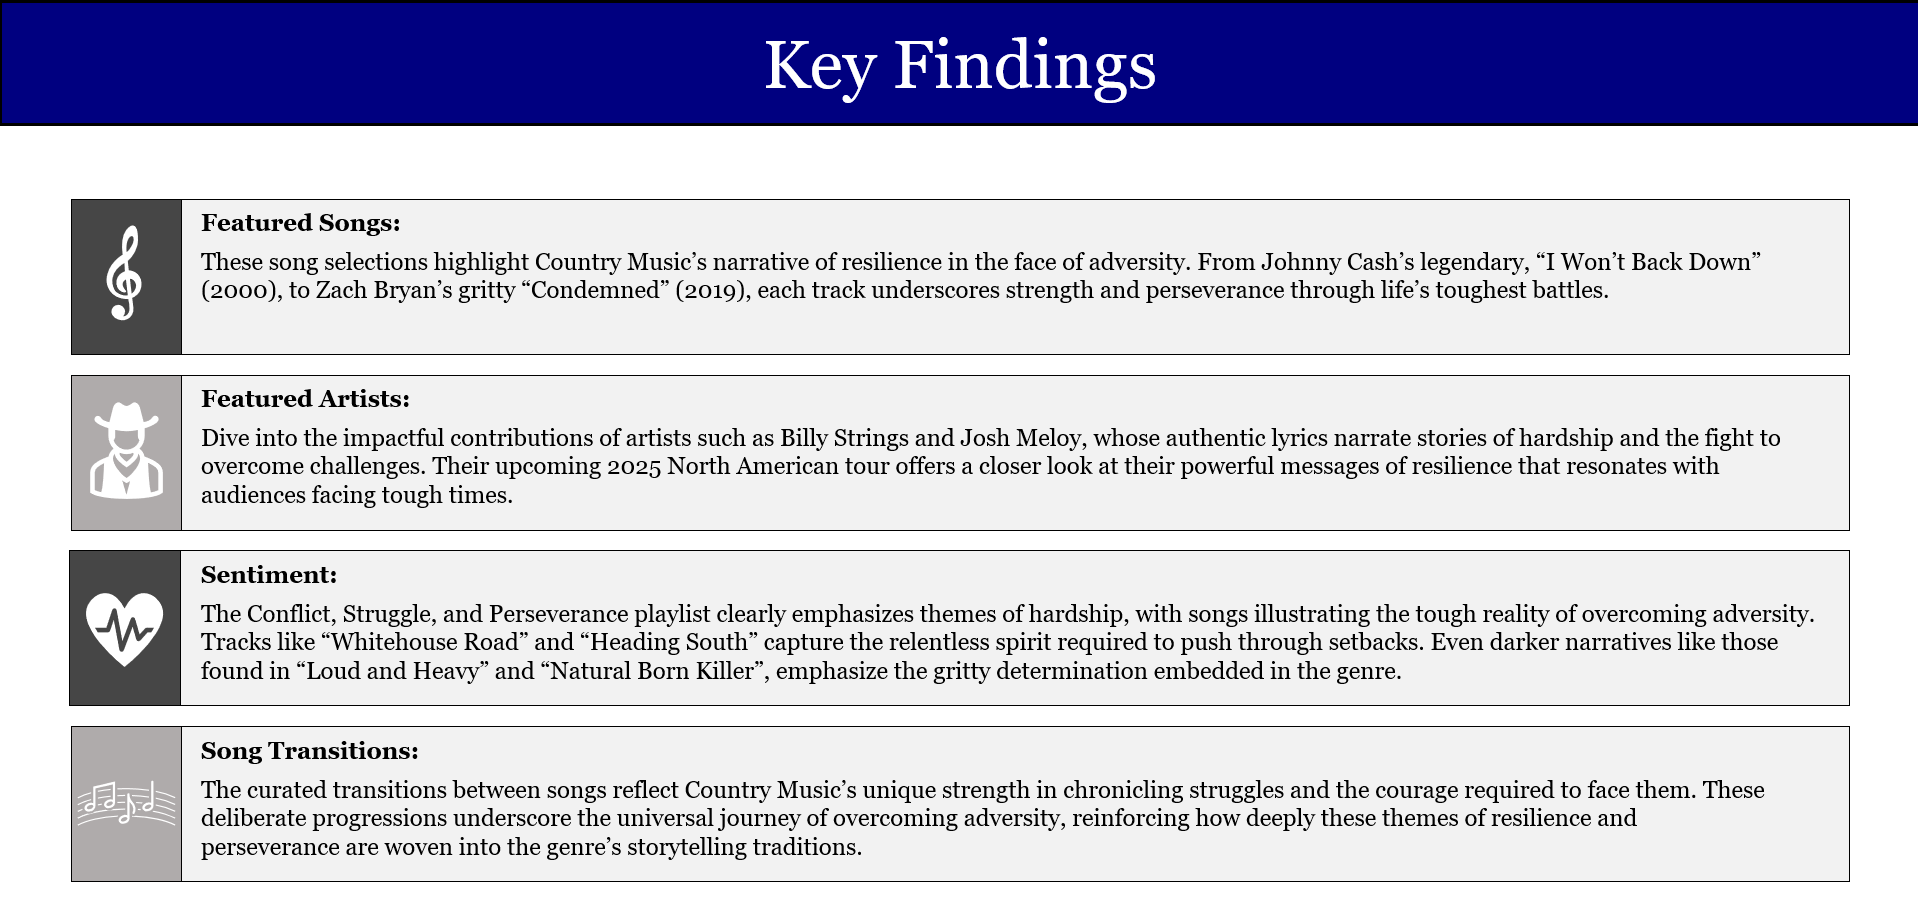 Key Findings
Featured Songs:
These song selections highlight Country Music’s narrative of resilience in the face of adversity. From Johnny Cash’s legendary, “I Won’t Back Down”
(2000), to Zach Bryan’s gritty “Condemned” (2019), each track underscores strength and perseverance through life’s toughest battles.
Featured Artists:
Dive into the impactful contributions of artists such as Billy Strings and Josh Meloy, whose authentic lyrics narrate stories of hardship and the fight to
overcome challenges. Their upcoming 2025 North American tour offers a closer look at their powerful messages of resilience that resonates with
audiences facing tough times.
Sentiment:
The Conflict, Struggle, and Perseverance playlist clearly emphasizes themes of hardship, with songs illustrating the tough reality of overcoming adversity.
Tracks like “Whitehouse Road” and “Heading South” capture the relentless spirit required to push through setbacks. Even darker narratives like those
found in “Loud and Heavy” and “Natural Born Killer”, emphasize the gritty determination embedded in the genre.
Song Transitions:
The curated transitions between songs reflect Country Music’s unique strength in chronicling struggles and the courage required to face them. These
deliberate progressions underscore the universal journey of overcoming adversity, reinforcing how deeply these themes of resilience and
perseverance are woven into the genre’s storytelling traditions.